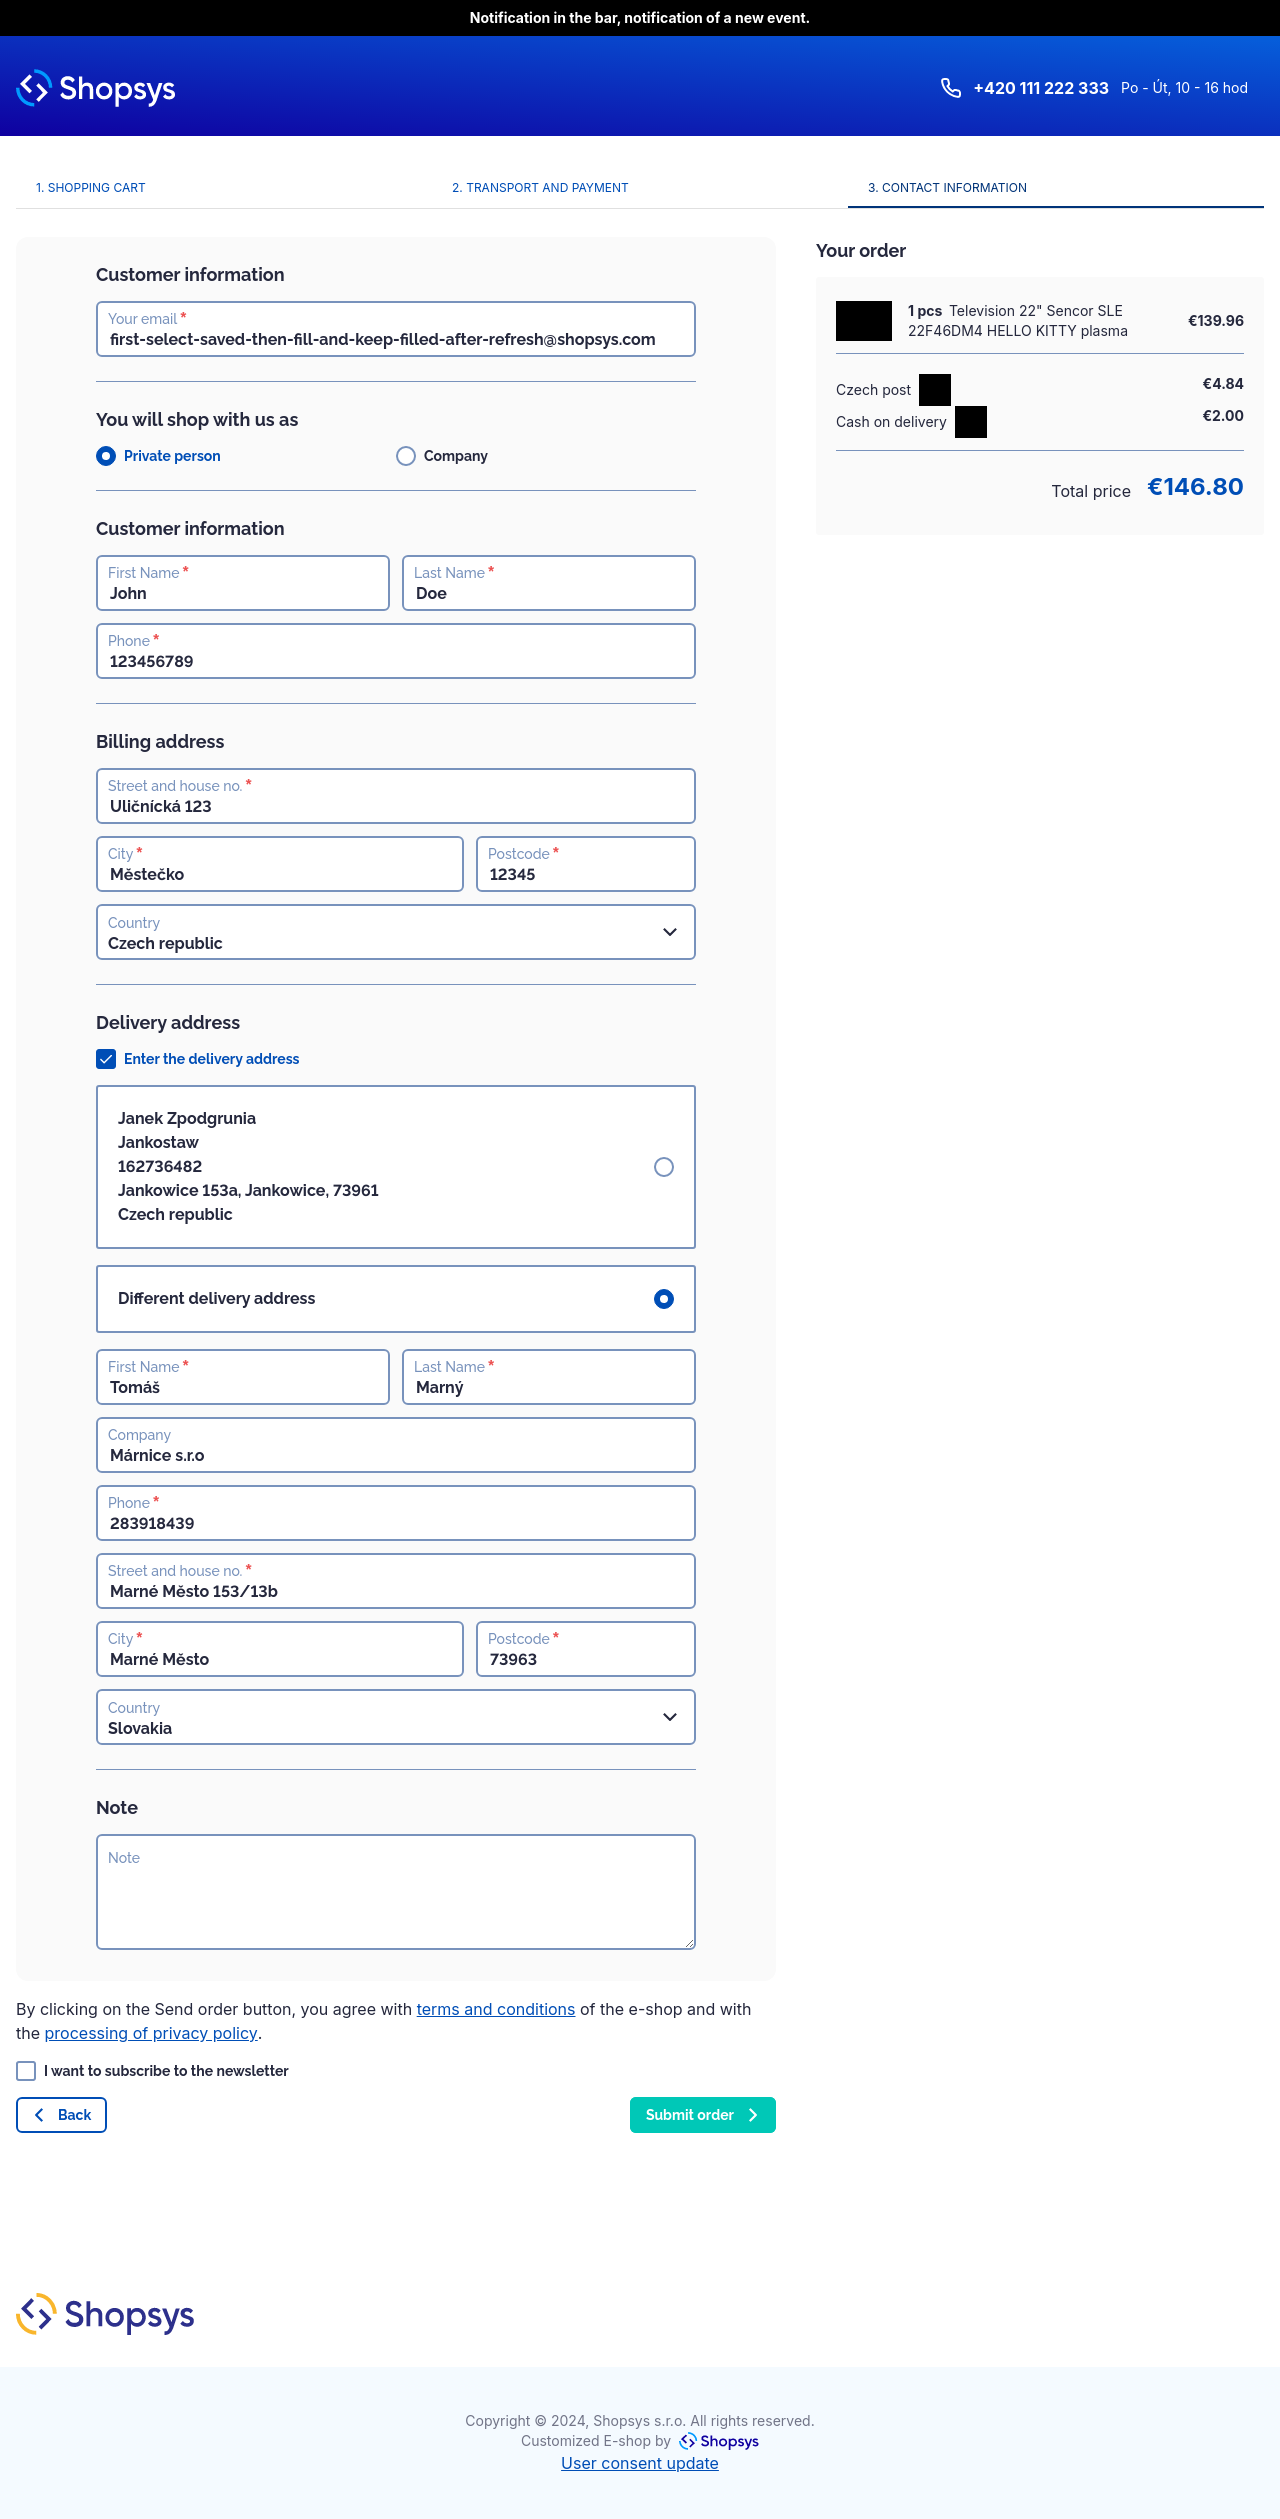 Notification in the bar, notification of a new event.
Shopsys
+420 111 222 333 Po - Út, 10 - 16 hod
1. SHOPPING CART
2. TRANSPORT AND PAYMENT
3. CONTACT INFORMATION
Customer information
Your email *
first-select-saved-then-fill-and-keep-filled-after-refresh@shopsys.com
You will shop with us as
Private person
Company
Customer information
First Name *
John
Last Name *
Doe
Phone *
123456789
Billing address
Street and house no. *
Uličnícká 123
City *
Městečko
Postcode *
12345
Country
Czech republic
Delivery address
Enter the delivery address
Janek Zpodgrunia
Jankostaw
162736482
Jankowice 153a, Jankowice, 73961
Czech republic
Different delivery address
First Name *
Tomáš
Last Name *
Marný
Company
Márnice s.r.o
Phone *
283918439
Street and house no. *
Marné Město 153/13b
City *
Marné Město
Postcode *
73963
Country
Slovakia
Note
Note
By clicking on the Send order button, you agree with terms and conditions of the e-shop and with
the processing of privacy policy.
I want to subscribe to the newsletter
Back
Submit order
Your order
1 pcs Television 22" Sencor SLE
22F46DM4 HELLO KITTY plasma
€139.96
Czech post
€4.84
Cash on delivery
€2.00
Total price €146.80
Shopsys
Copyright © 2024, Shopsys s.r.o. All rights reserved.
Customized E-shop by Shopsys
User consent update